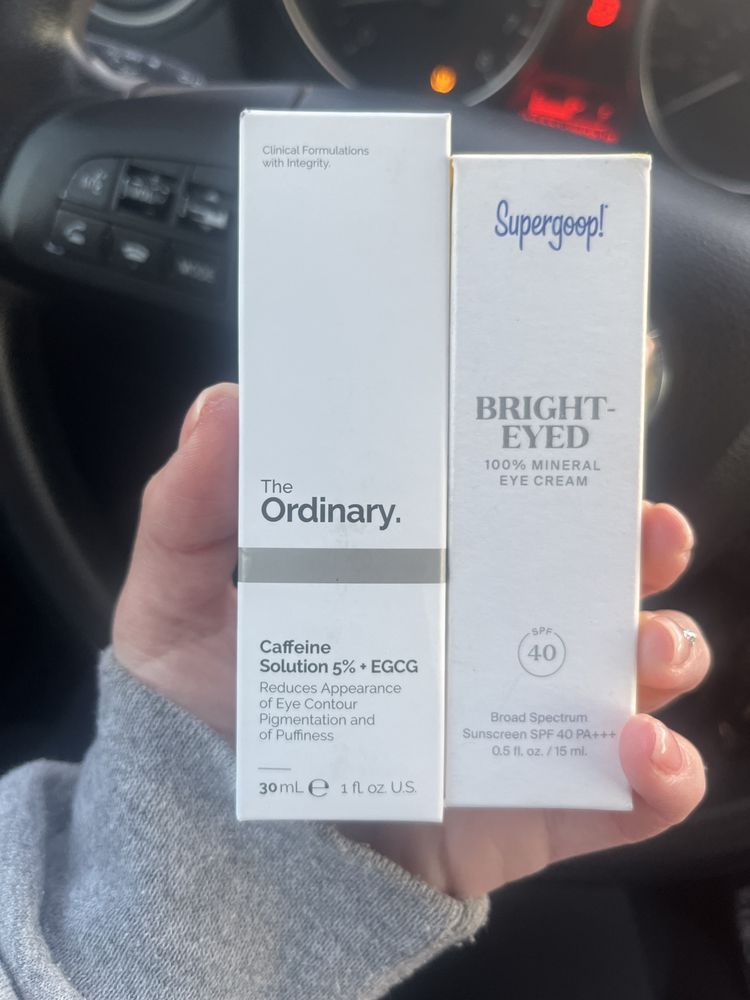 Clinical Formulations
with Integrity.
The
Ordinary.
Caffeine
Solution 5% + EGCG
Reduces Appearance
of Eye Contour
Pigmentation and
of Puffiness
30 mL ℮ 1 fl. oz. U.S.
Supergoop!
BRIGHT-
EYED
100% MINERAL
EYE CREAM
SPF
40
Broad Spectrum
Sunscreen SPF 40 PA+++
0.5 fl. oz. / 15 ml.